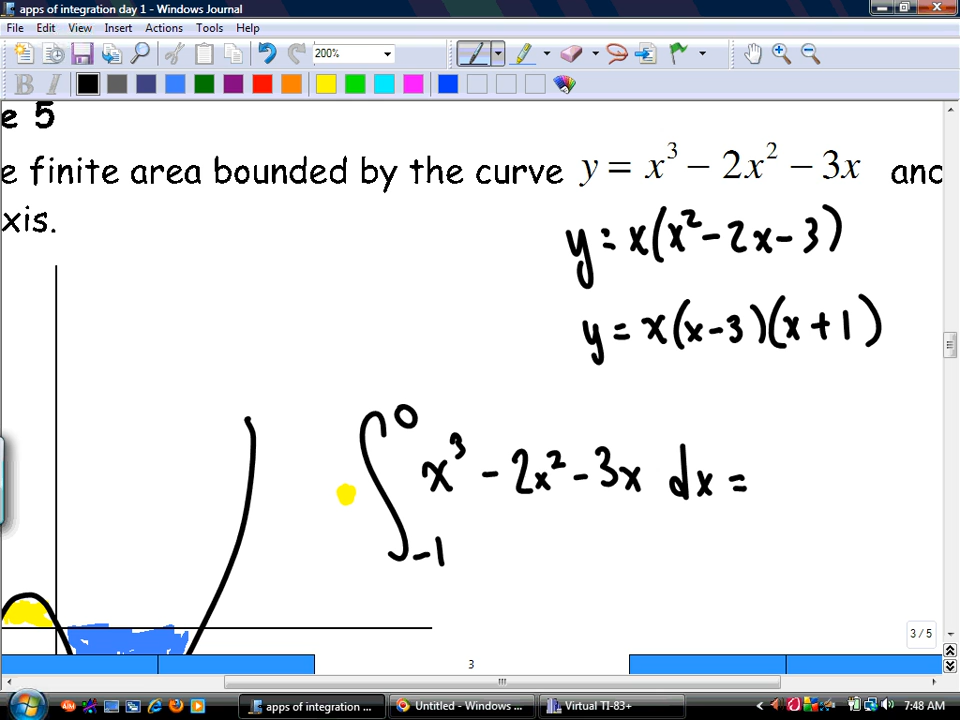 apps of integration day 1 - Windows Journal
File Edit View Insert Actions Tools Help
200%
B I
e 5
e finite area bounded by the curve y = x³ − 2x² − 3x and
xis.
y = x(x² − 2x − 3)
y = x(x − 3)(x + 1)
∫₋₁⁰ x³ − 2x² − 3x dx =
3 / 5
3
apps of integration ...
Untitled - Windows ...
Virtual TI-83+
7:48 AM